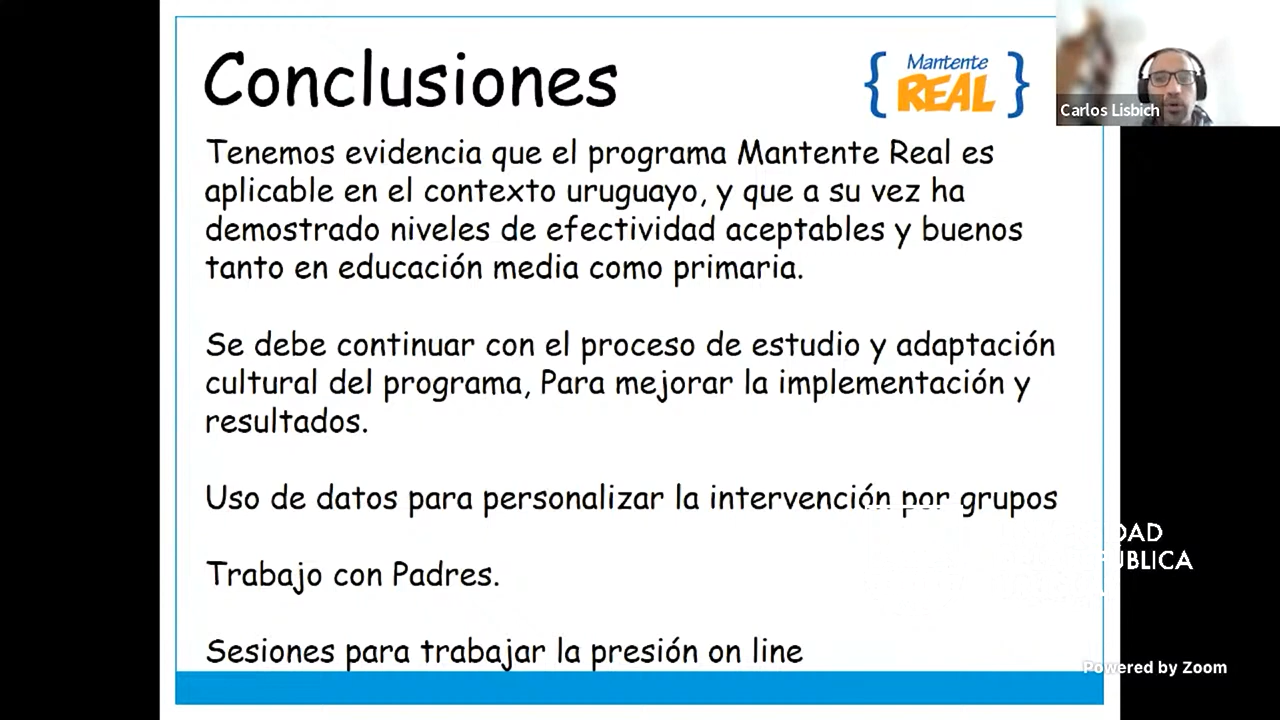 Conclusiones
{ Mantente REAL }
Carlos Lisbich
Tenemos evidencia que el programa Mantente Real es
aplicable en el contexto uruguayo, y que a su vez ha
demostrado niveles de efectividad aceptables y buenos
tanto en educación media como primaria.
Se debe continuar con el proceso de estudio y adaptación
cultural del programa, Para mejorar la implementación y
resultados.
Uso de datos para personalizar la intervención por grupos
Trabajo con Padres.
Sesiones para trabajar la presión on line
Powered by Zoom